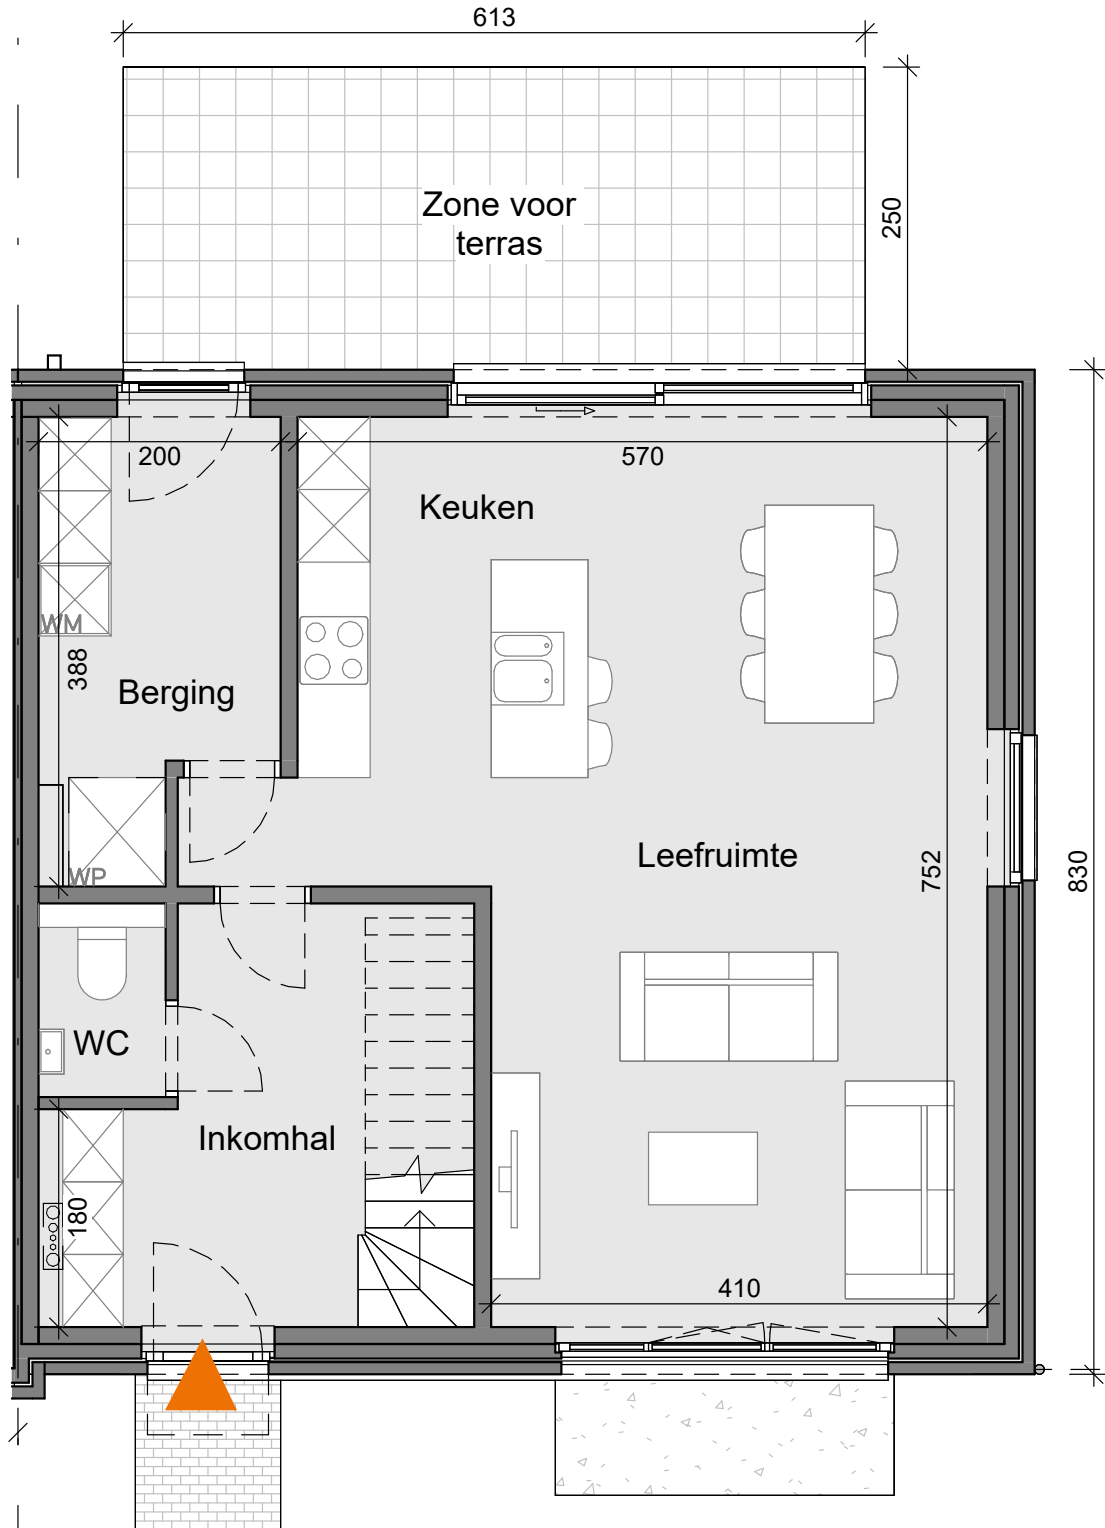 613
Zone voor
terras
250
200
570
Keuken
WM
388
Berging
WP
Leefruimte
752
830
WC
Inkomhal
180
410